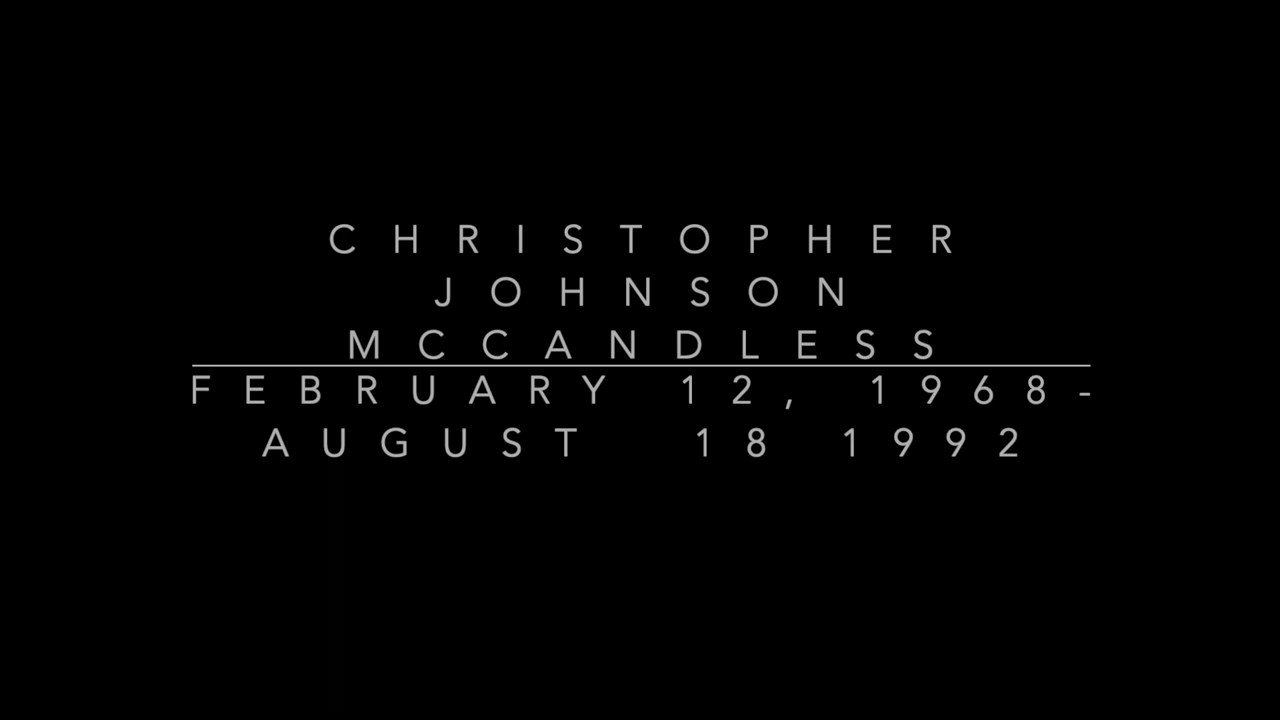 CHRISTOPHER
JOHNSON
MCCANDLESS
FEBRUARY 12, 1968-
AUGUST 18 1992